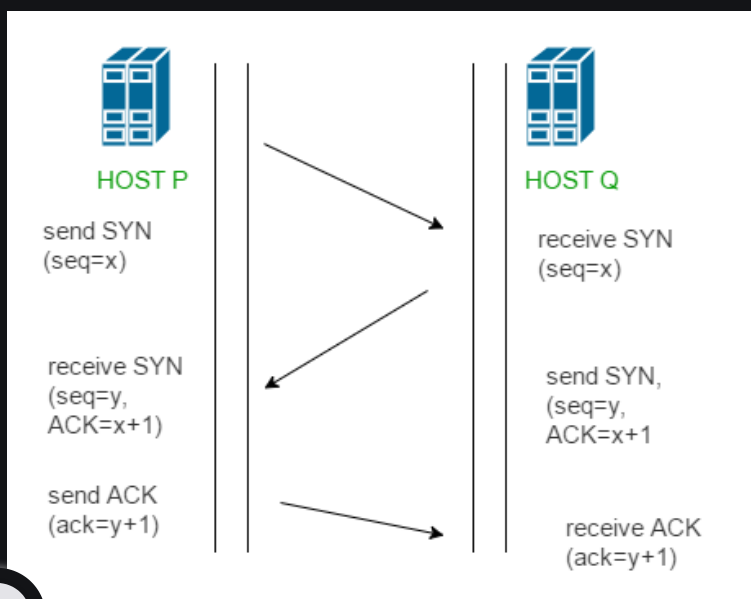 HOST P
HOST Q
send SYN
(seq=x)
receive SYN
(seq=x)
receive SYN
(seq=y,
ACK=x+1)
send SYN,
(seq=y,
ACK=x+1
send ACK
(ack=y+1)
receive ACK
(ack=y+1)